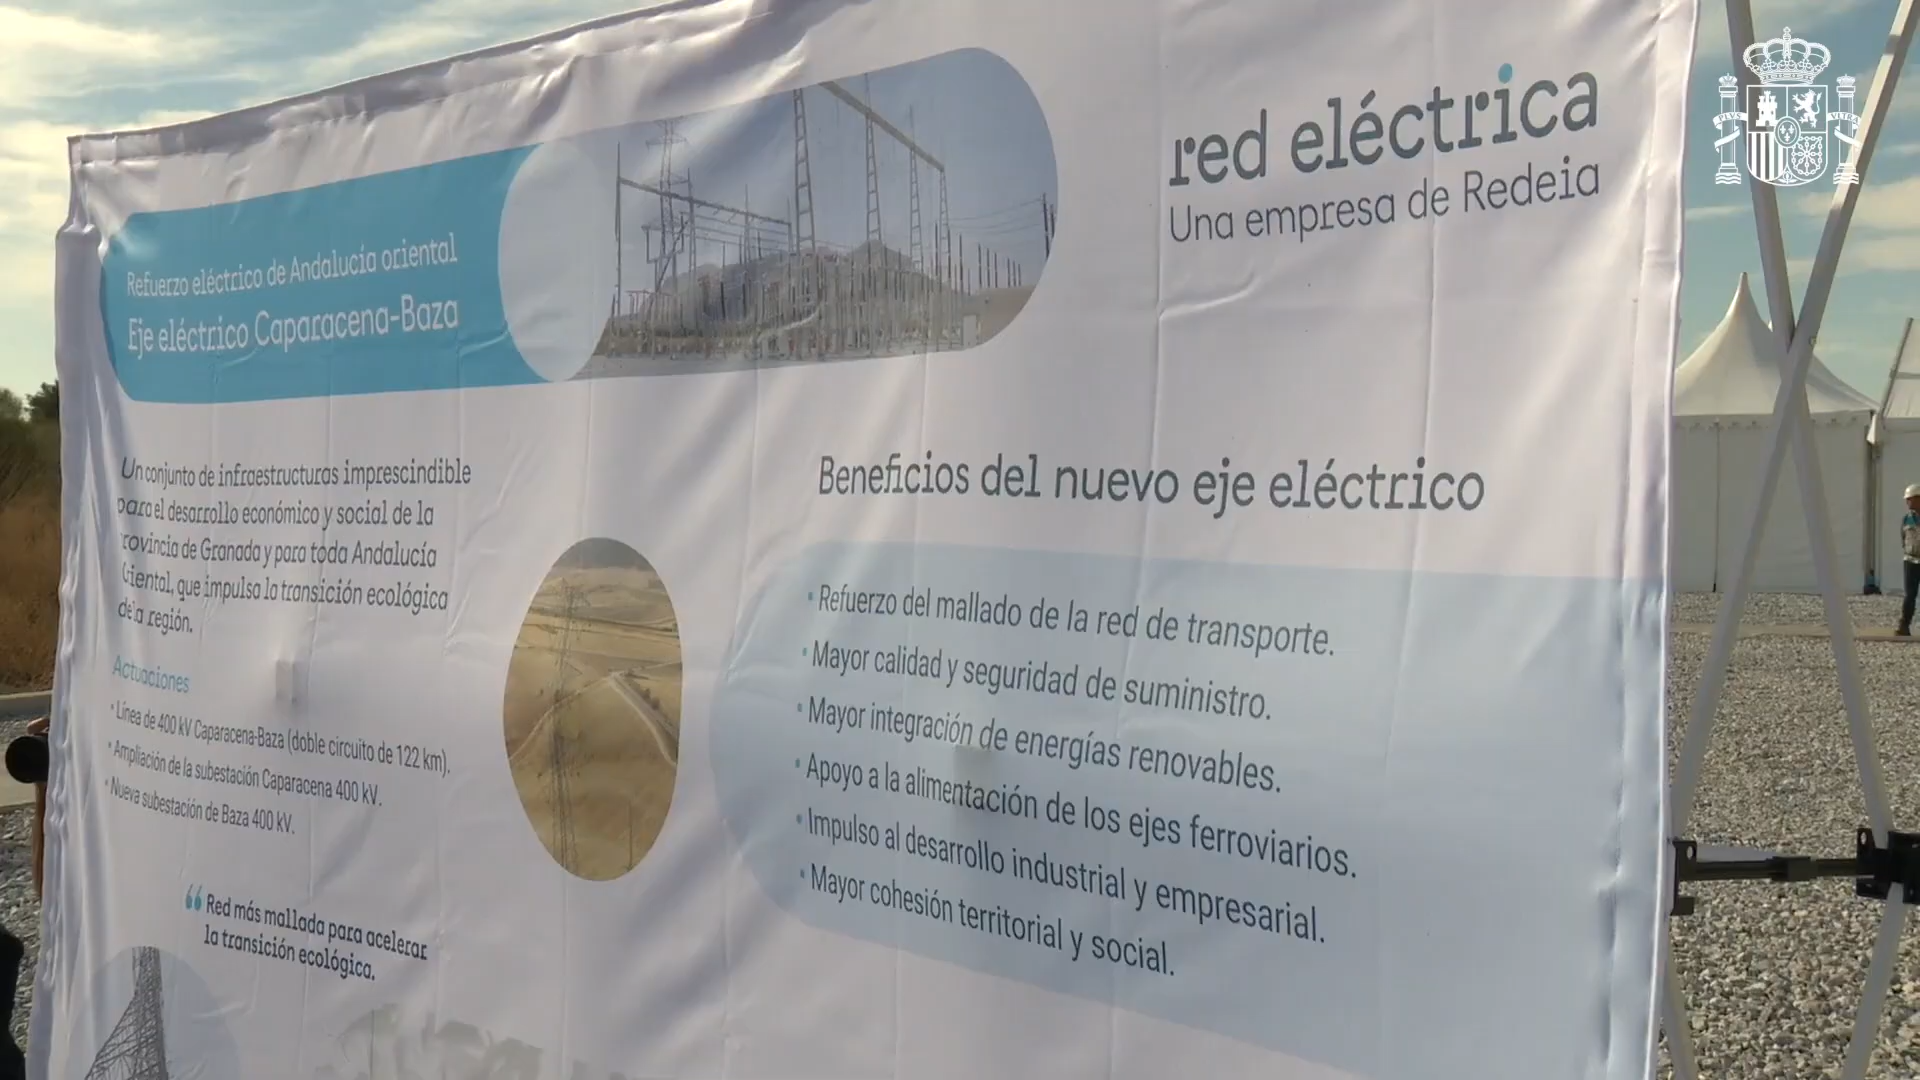 red eléctrica
Una empresa de Redeia
Refuerzo eléctrico de Andalucía oriental
Eje eléctrico Caparacena-Baza
Un conjunto de infraestructuras imprescindible
para el desarrollo económico y social de la
rovincia de Granada y para toda Andalucía
riental, que impulsa la transición ecológica
de la región.
Actuaciones
• Línea de 400 kV Caparacena-Baza (doble circuito de 122 km).
• Ampliación de la subestación Caparacena 400 kV.
• Nueva subestación de Baza 400 kV.
“ Red más mallada para acelerar
la transición ecológica.
Beneficios del nuevo eje eléctrico
• Refuerzo del mallado de la red de transporte.
• Mayor calidad y seguridad de suministro.
• Mayor integración de energías renovables.
• Apoyo a la alimentación de los ejes ferroviarios.
• Impulso al desarrollo industrial y empresarial.
• Mayor cohesión territorial y social.
PLVS VLTRA